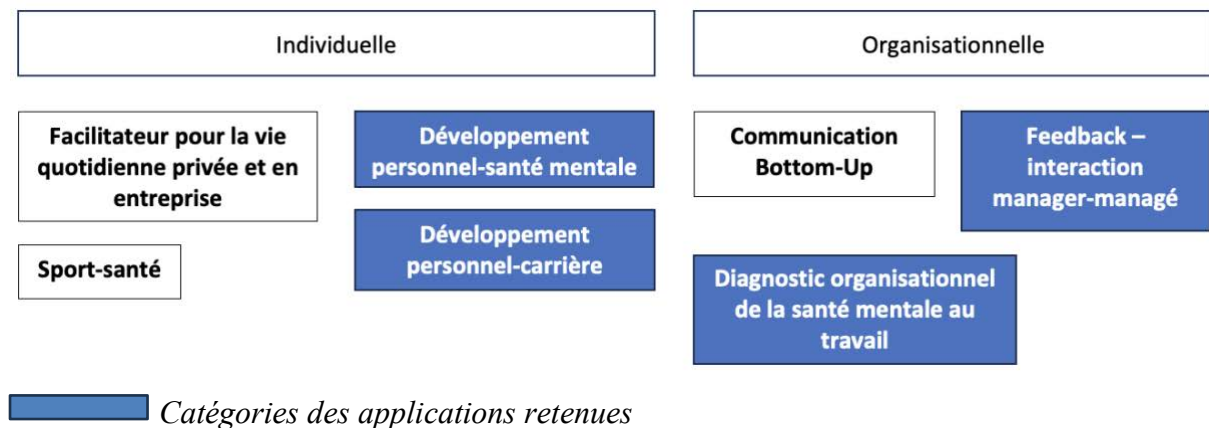 Individuelle
Facilitateur pour la vie
quotidienne privée et en
entreprise
Développement
personnel-santé mentale
Développement
personnel-carrière
Sport-santé
Organisationnelle
Communication
Bottom-Up
Feedback –
interaction
manager-managé
Diagnostic organisationnel
de la santé mentale au
travail
Catégories des applications retenues